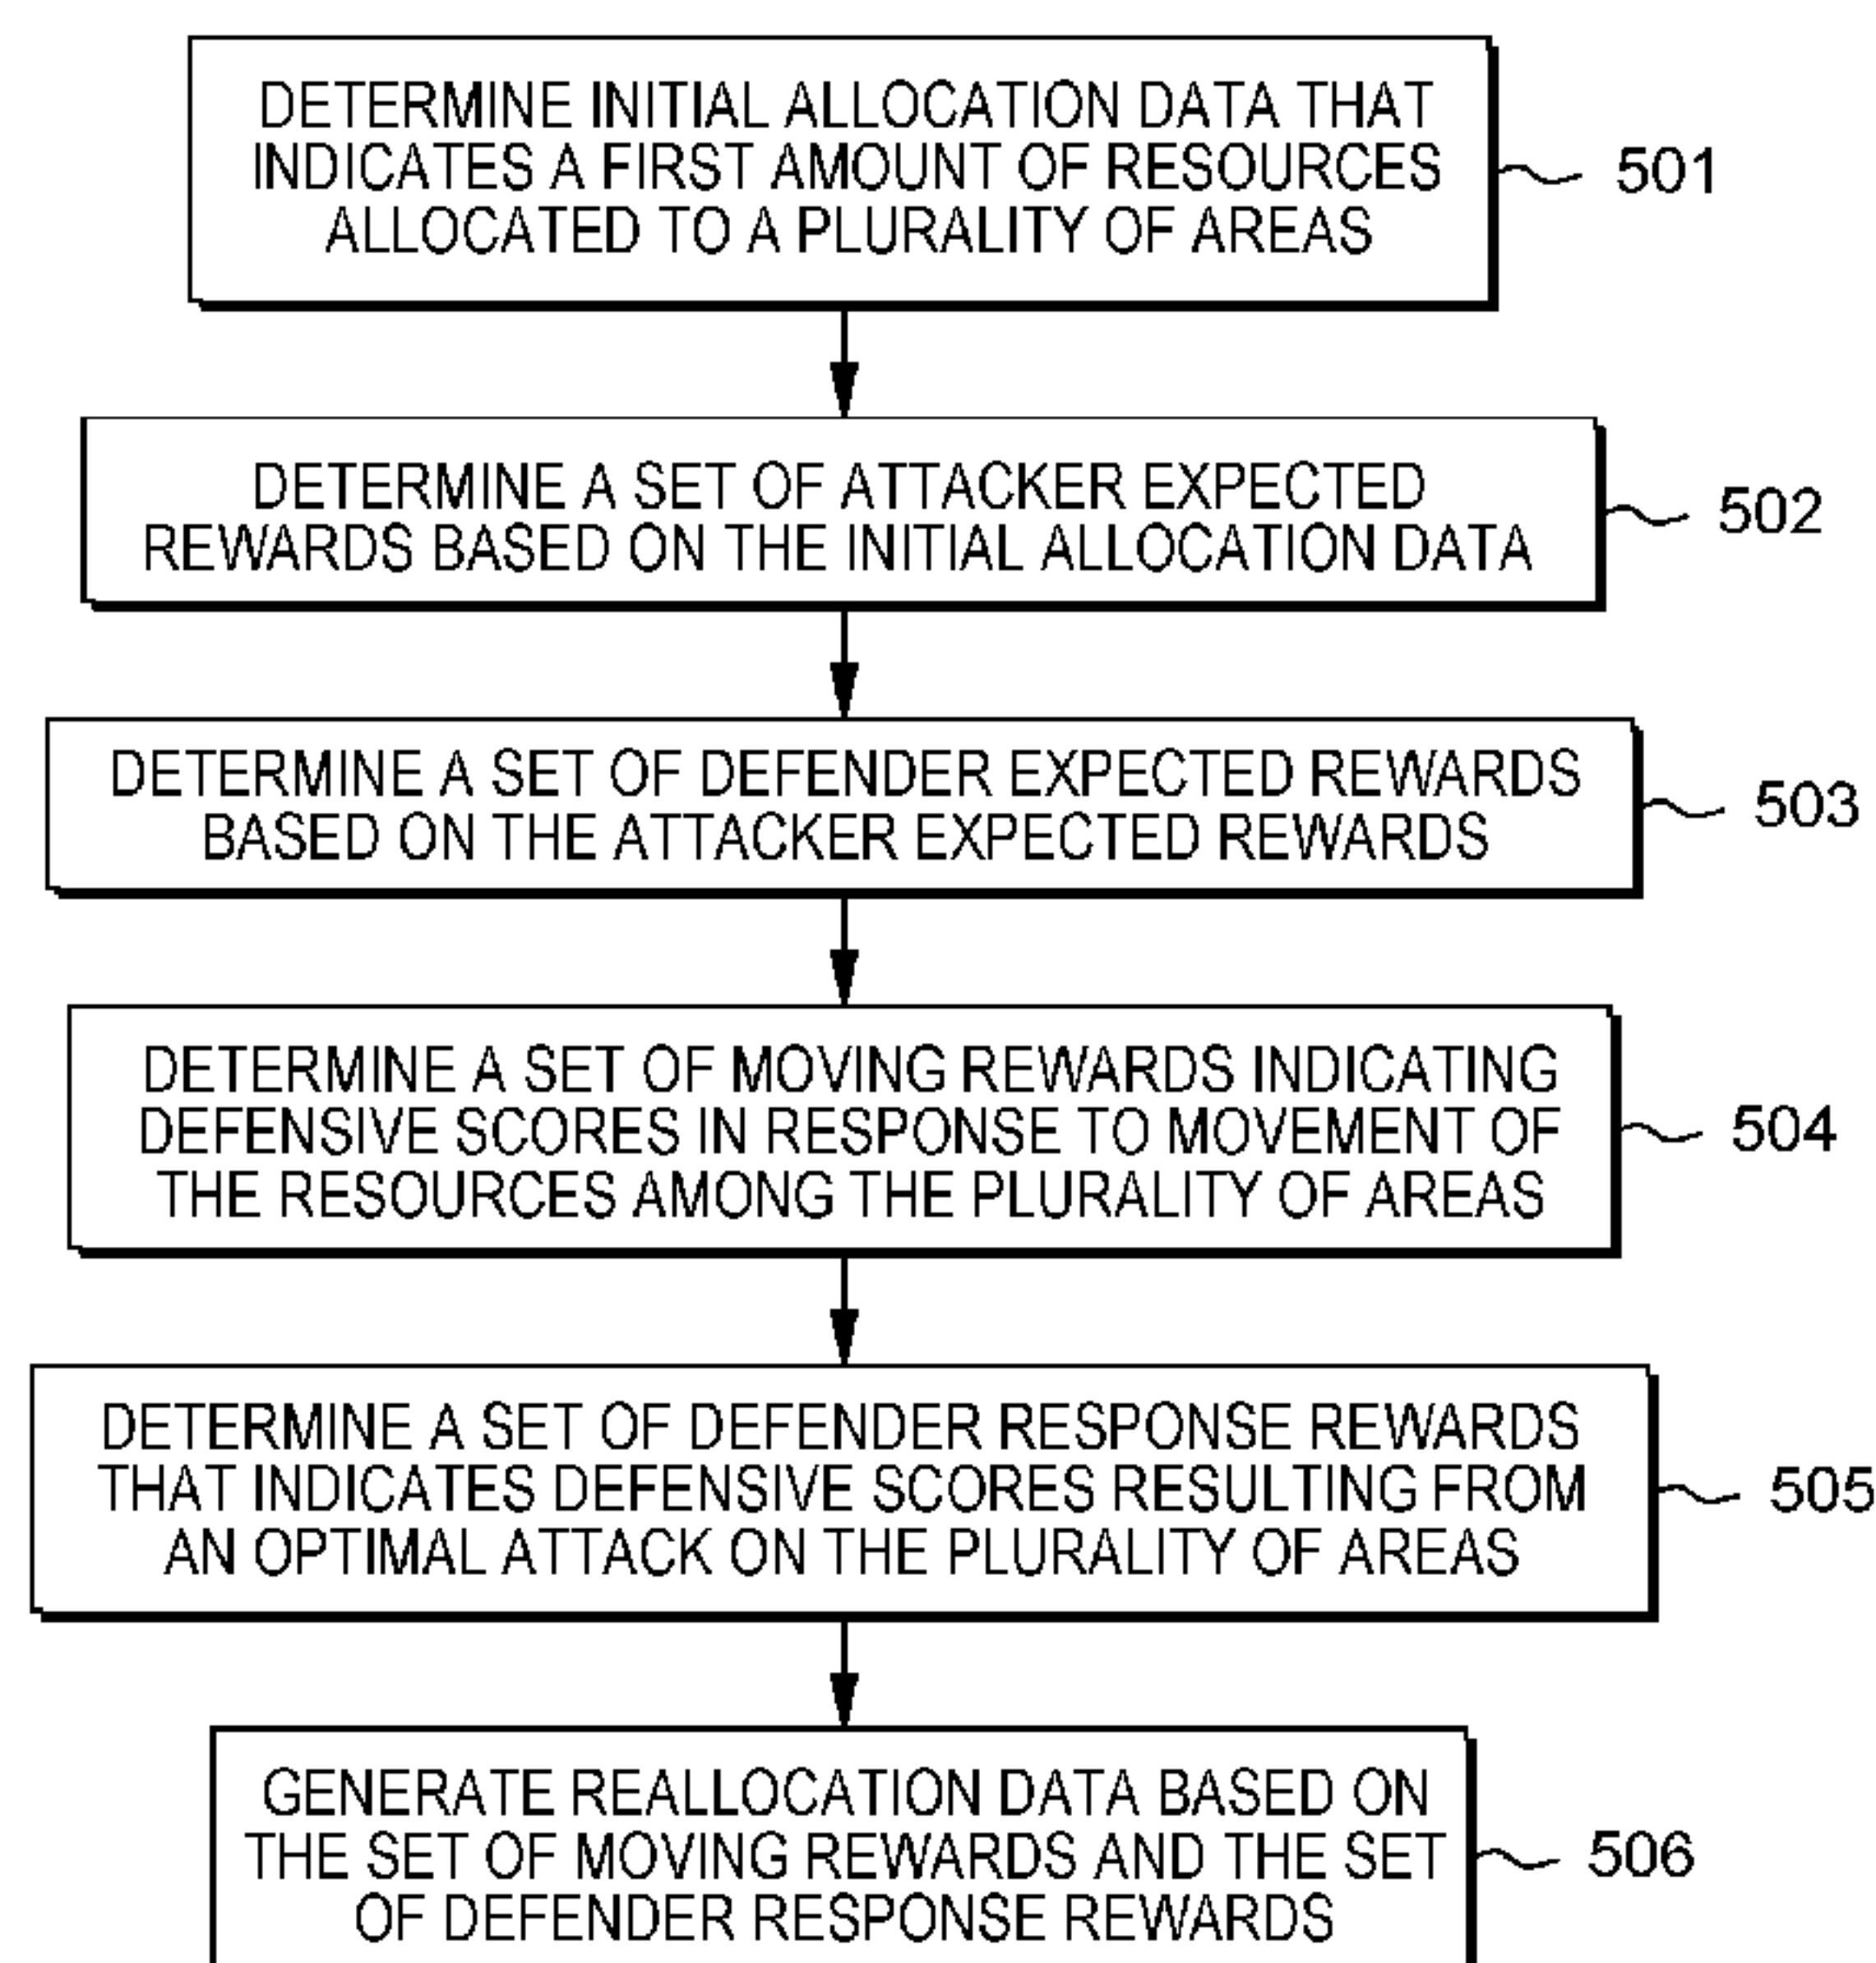 DETERMINE INITIAL ALLOCATION DATA THAT
INDICATES A FIRST AMOUNT OF RESOURCES
ALLOCATED TO A PLURALITY OF AREAS
501
DETERMINE A SET OF ATTACKER EXPECTED
REWARDS BASED ON THE INITIAL ALLOCATION DATA
502
DETERMINE A SET OF DEFENDER EXPECTED REWARDS
BASED ON THE ATTACKER EXPECTED REWARDS
503
DETERMINE A SET OF MOVING REWARDS INDICATING
DEFENSIVE SCORES IN RESPONSE TO MOVEMENT OF
THE RESOURCES AMONG THE PLURALITY OF AREAS
504
DETERMINE A SET OF DEFENDER RESPONSE REWARDS
THAT INDICATES DEFENSIVE SCORES RESULTING FROM
AN OPTIMAL ATTACK ON THE PLURALITY OF AREAS
505
GENERATE REALLOCATION DATA BASED ON
THE SET OF MOVING REWARDS AND THE SET
OF DEFENDER RESPONSE REWARDS
506